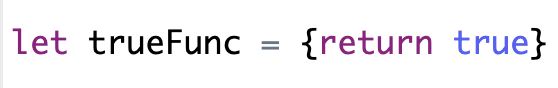 let trueFunc = {return true}